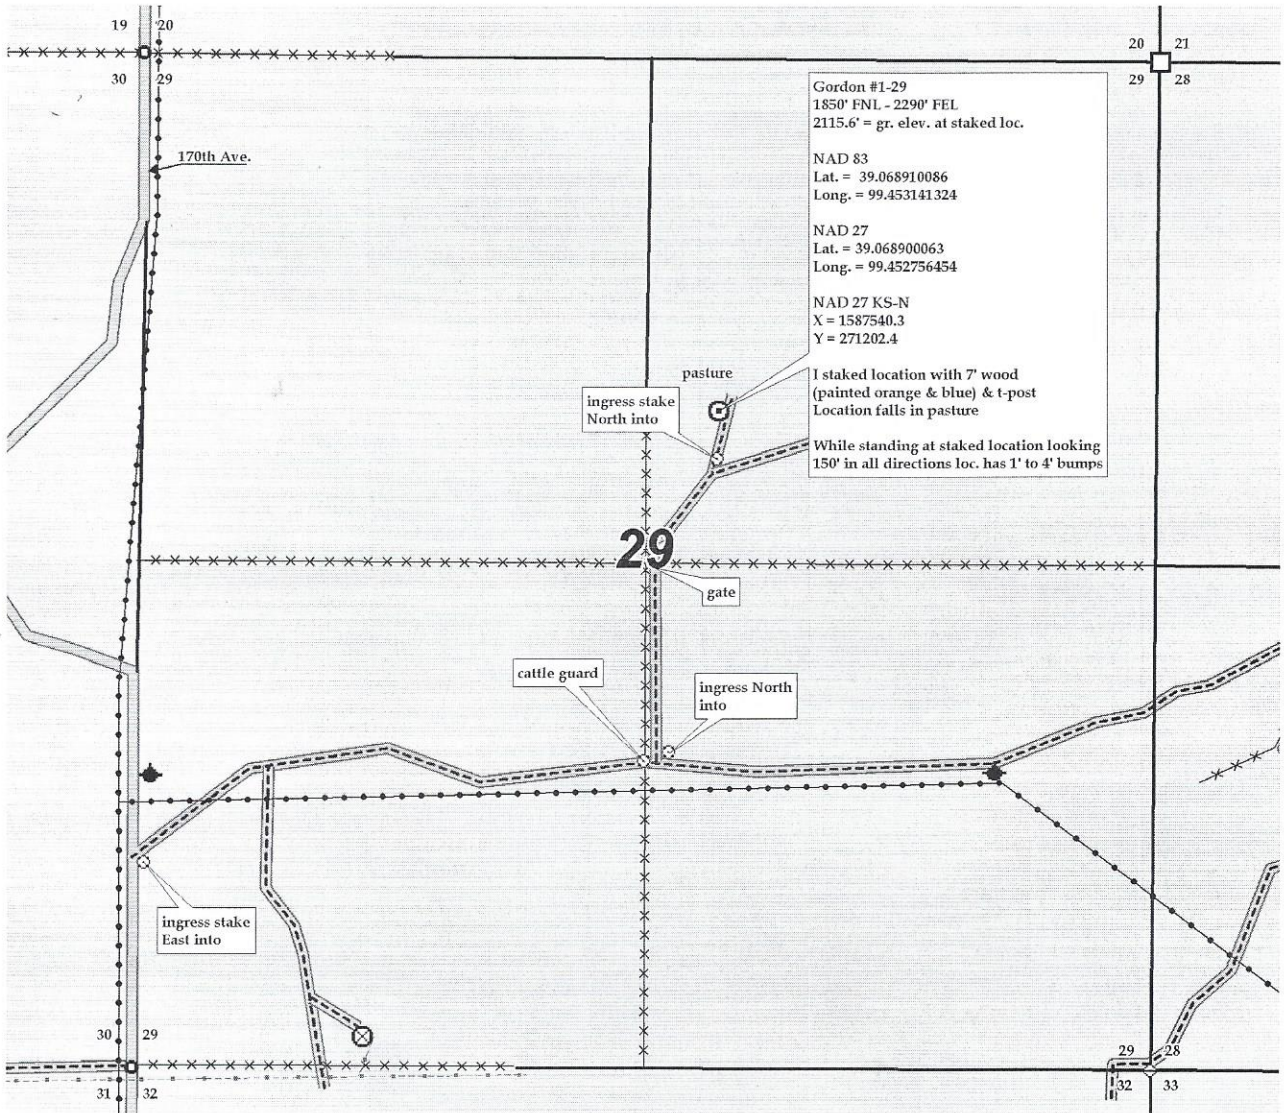 19 20
30 29
20 21
29 28
Gordon #1-29
1850' FNL - 2290' FEL
2115.6' = gr. elev. at staked loc.
NAD 83
Lat. = 39.068910086
Long. = 99.453141324
NAD 27
Lat. = 39.068900063
Long. = 99.452756454
NAD 27 KS-N
X = 1587540.3
Y = 271202.4
I staked location with 7' wood
(painted orange & blue) & t-post
Location falls in pasture
While standing at staked location looking
150' in all directions loc. has 1' to 4' bumps
170th Ave.
pasture
ingress stake
North into
29
gate
cattle guard
ingress North
into
ingress stake
East into
30 29
31 32
29 28
32 33